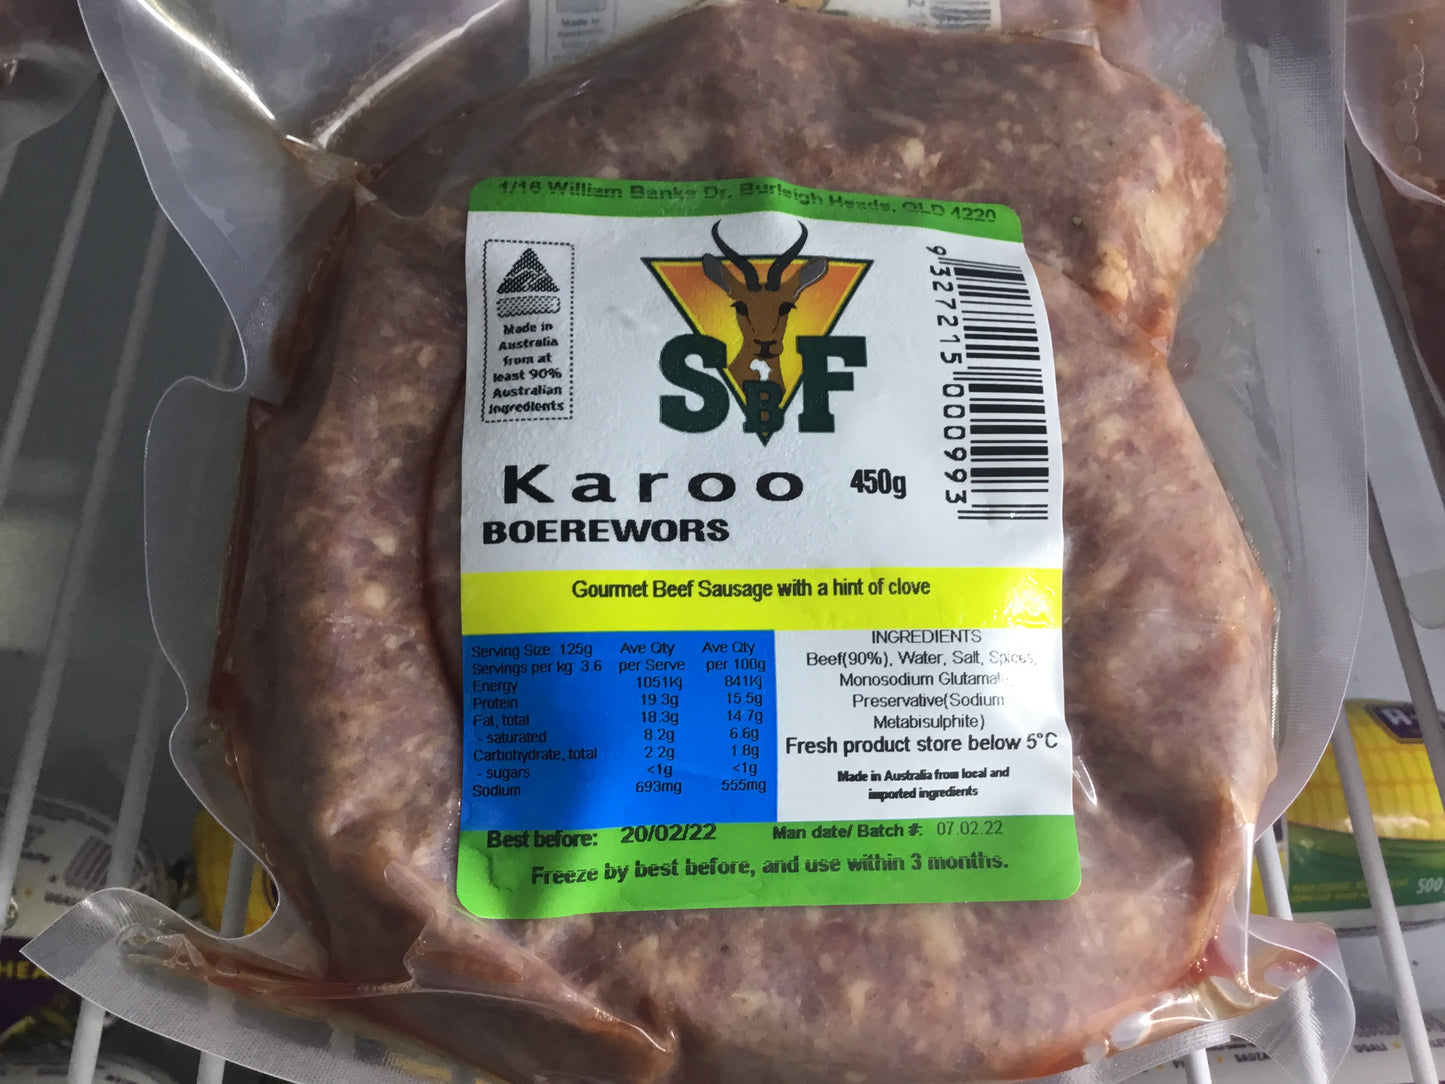 1/16 William Banks Dr, Burleigh Heads, QLD 4220
Made in
Australia
from at
least 90%
Australian
ingredients
SBF
9 327215 000993
Karoo 450g
BOEREWORS
Gourmet Beef Sausage with a hint of clove
Serving Size: 125g Ave Qty Ave Qty
Servings per kg: 3.6 per Serve per 100g
Energy 1051Kj 841Kj
Protein 19.3g 15.5g
Fat, total 18.3g 14.7g
- saturated 8.2g 6.6g
Carbohydrate, total 2.2g 1.8g
- sugars <1g <1g
Sodium 693mg 555mg
INGREDIENTS
Beef(90%), Water, Salt, Spices,
Monosodium Glutamate,
Preservative(Sodium
Metabisulphite)
Fresh product store below 5°C
Made in Australia from local and
imported ingredients
Best before: 20/02/22 Man date/ Batch #: 07.02.22
Freeze by best before, and use within 3 months.
500